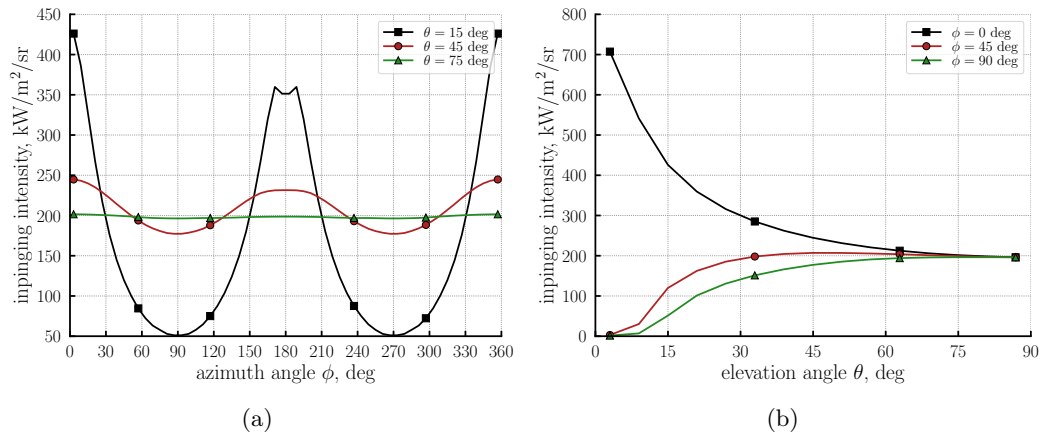 450
400
350
300
250
200
150
100
50
0 30 60 90 120 150 180 210 240 270 300 330 360
inpinging intensity, kW/m²/sr
azimuth angle ϕ, deg
θ = 15 deg
θ = 45 deg
θ = 75 deg
(a)
800
700
600
500
400
300
200
100
0
0 15 30 45 60 75 90
inpinging intensity, kW/m²/sr
elevation angle θ, deg
ϕ = 0 deg
ϕ = 45 deg
ϕ = 90 deg
(b)